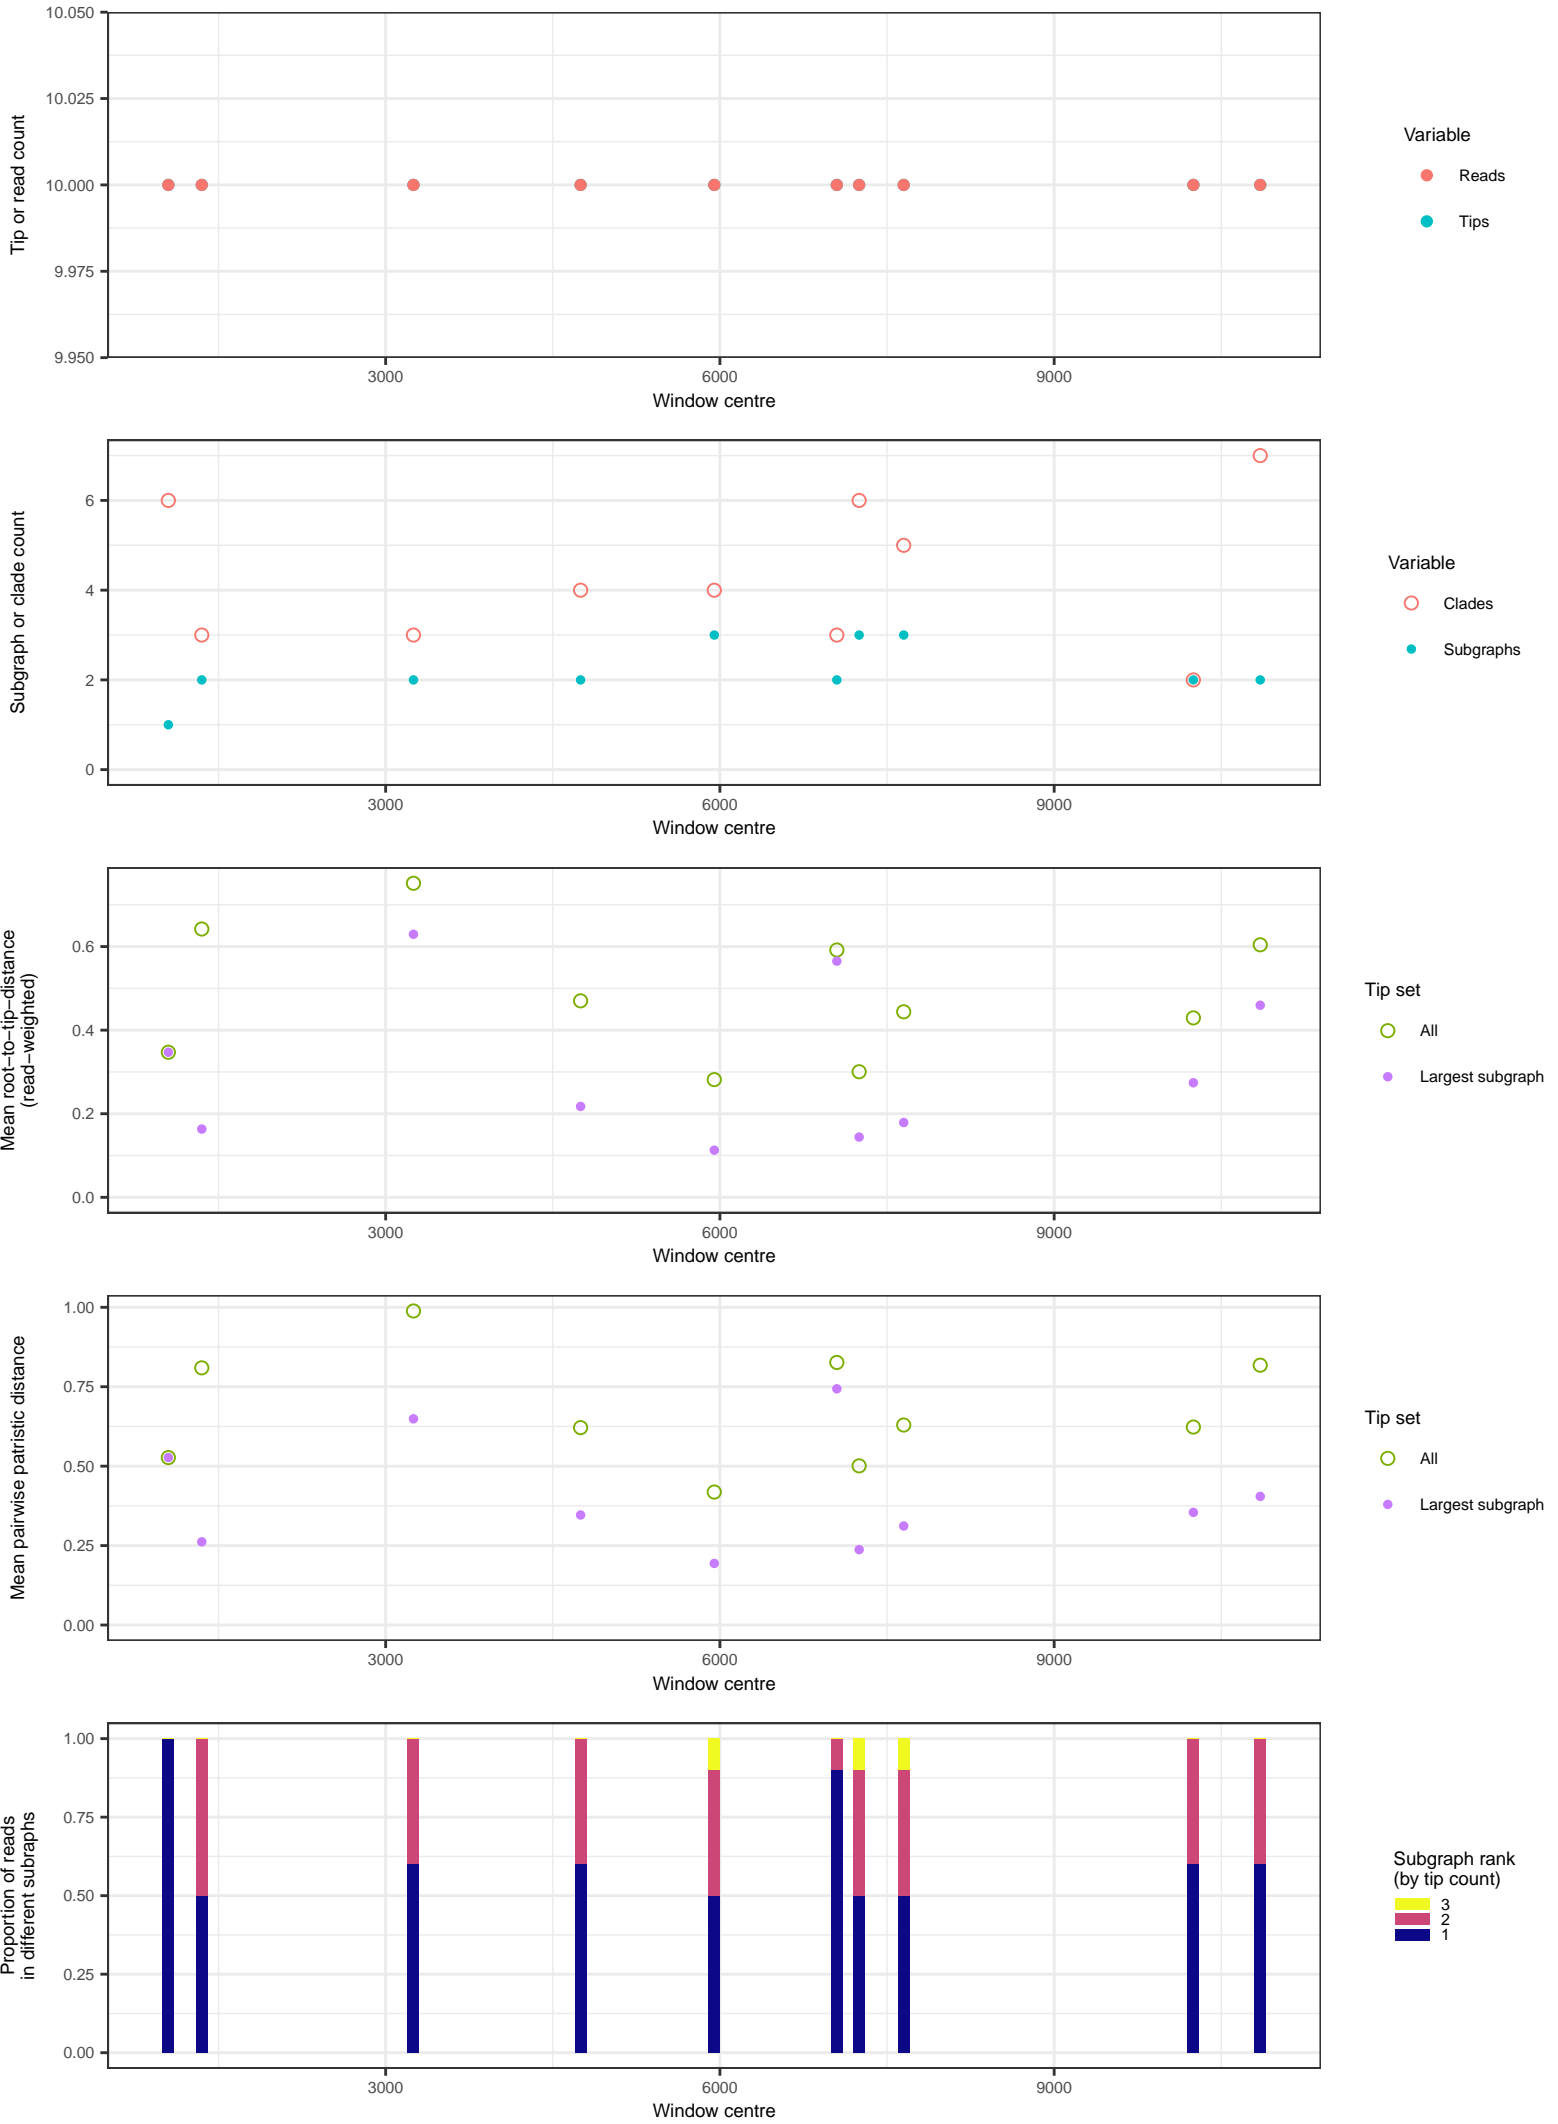 10.050
10.025
10.000
9.975
9.950
Tip or read count
3000 6000 9000
Window centre
Variable
Reads
Tips
6
4
2
0
Subgraph or clade count
3000 6000 9000
Window centre
Variable
Clades
Subgraphs
0.6
0.4
0.2
0.0
Mean root−to−tip−distance
(read−weighted)
3000 6000 9000
Window centre
Tip set
All
Largest subgraph
1.00
0.75
0.50
0.25
0.00
Mean pairwise patristic distance
3000 6000 9000
Window centre
Tip set
All
Largest subgraph
1.00
0.75
0.50
0.25
0.00
Proportion of reads
in different subraphs
3000 6000 9000
Window centre
Subgraph rank
(by tip count)
3
2
1